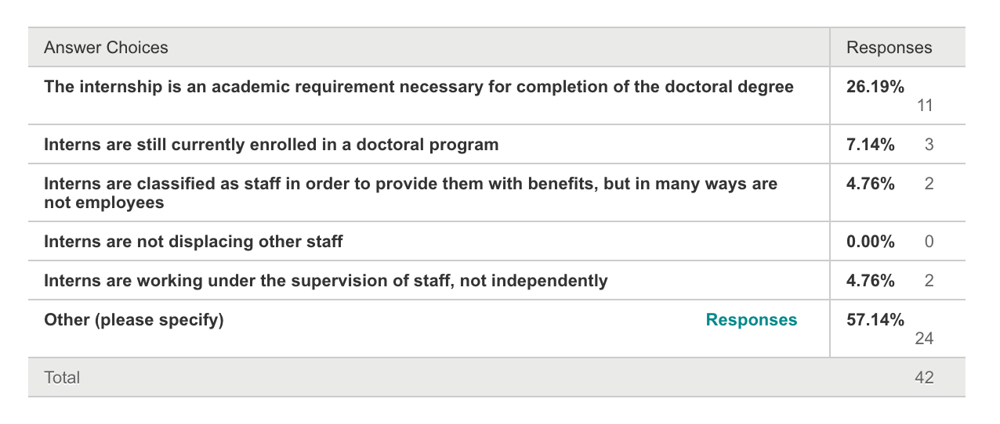 Answer Choices Responses
The internship is an academic requirement necessary for completion of the doctoral degree 26.19%
11
Interns are still currently enrolled in a doctoral program 7.14% 3
Interns are classified as staff in order to provide them with benefits, but in many ways are 4.76% 2
not employees
Interns are not displacing other staff 0.00% 0
Interns are working under the supervision of staff, not independently 4.76% 2
Other (please specify) Responses 57.14%
24
Total 42